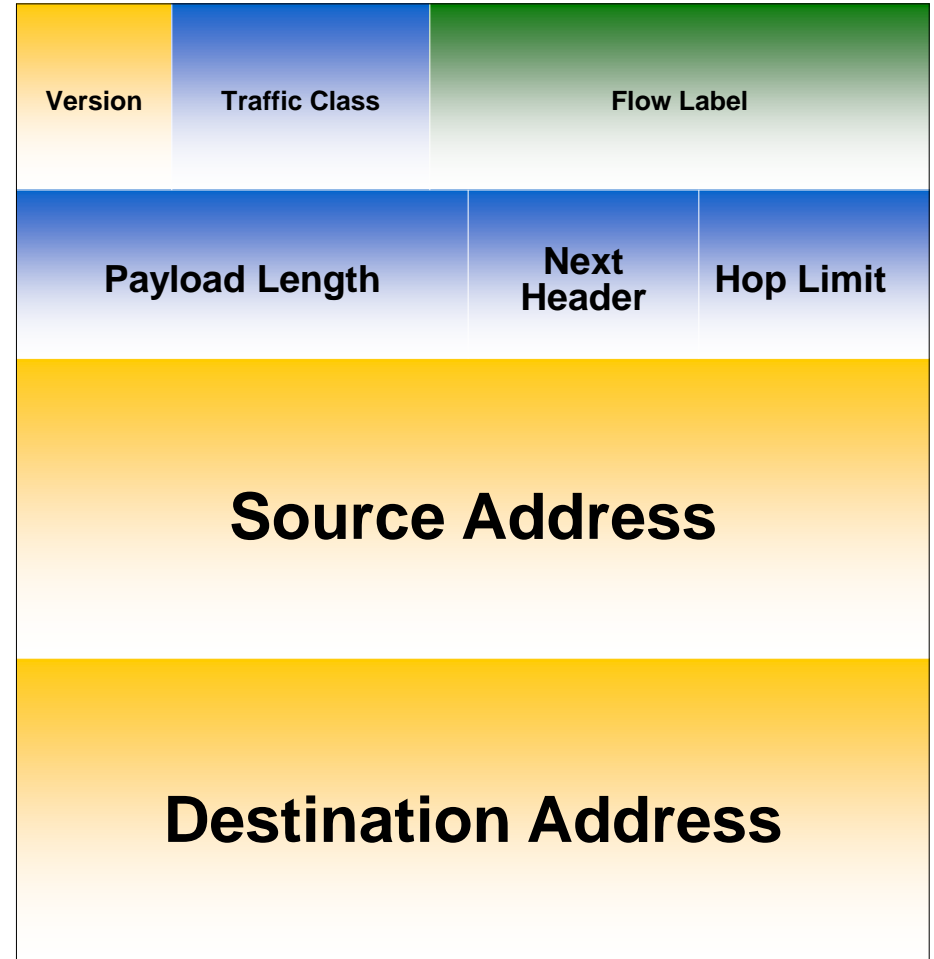 Version
Traffic Class
Flow Label
Payload Length
Next
Header
Hop Limit
Source Address
Destination Address